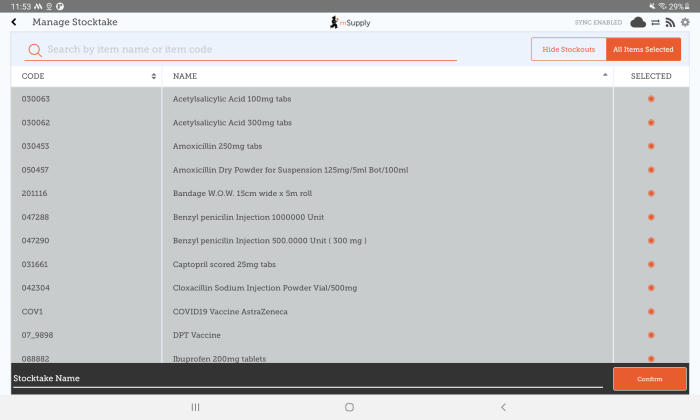 11:53 29%
Manage Stocktake mSupply SYNC ENABLED
Search by item name or item code Hide Stockouts All Items Selected
CODE NAME SELECTED
030063 Acetylsalicylic Acid 100mg tabs
030062 Acetylsalicylic Acid 300mg tabs
030453 Amoxicillin 250mg tabs
050457 Amoxicillin Dry Powder for Suspension 125mg/5ml Bot/100ml
201116 Bandage W.O.W. 15cm wide x 5m roll
047288 Benzyl penicilin Injection 1000000 Unit
047290 Benzyl penicilin Injection 500.0000 Unit ( 300 mg )
031661 Captopril scored 25mg tabs
042304 Cloxacillin Sodium Injection Powder Vial/500mg
COV1 COVID19 Vaccine AstraZeneca
07_9898 DPT Vaccine
088882 Ibuprofen 200mg tablets
Stocktake Name Confirm